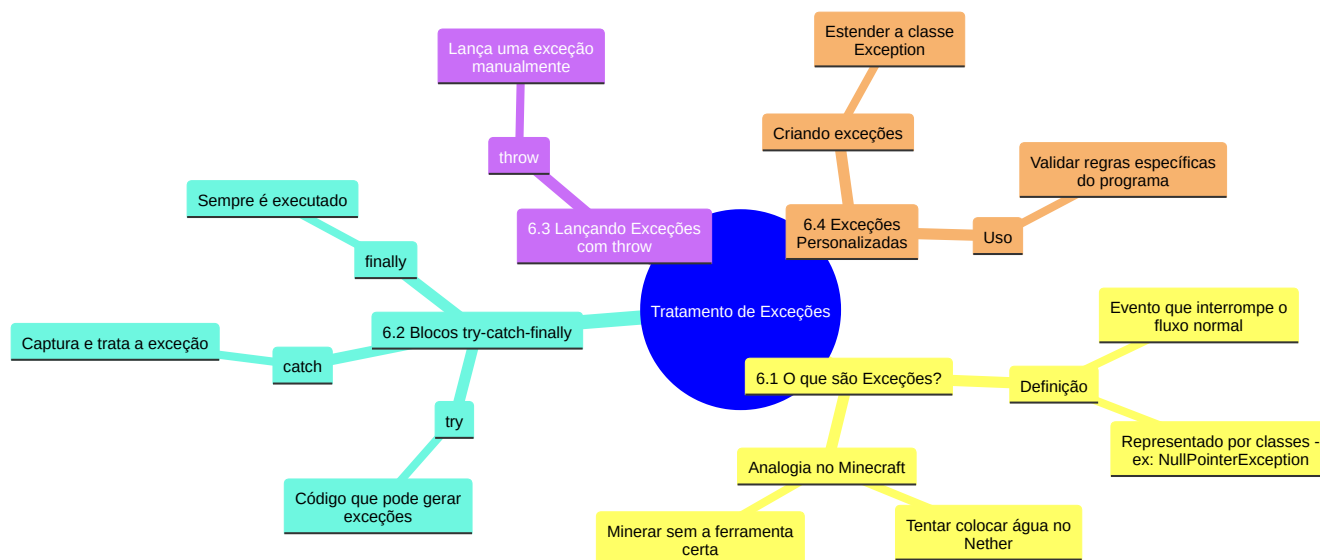 Tratamento de Exceções
6.1 O que são Exceções?
Definição
Evento que interrompe o
fluxo normal
Representado por classes -
ex: NullPointerException
Analogia no Minecraft
Minerar sem a ferramenta
certa
Tentar colocar água no
Nether
6.2 Blocos try-catch-finally
try
Código que pode gerar
exceções
catch
Captura e trata a exceção
finally
Sempre é executado
6.3 Lançando Exceções
com throw
throw
Lança uma exceção
manualmente
6.4 Exceções
Personalizadas
Criando exceções
Estender a classe
Exception
Uso
Validar regras específicas
do programa